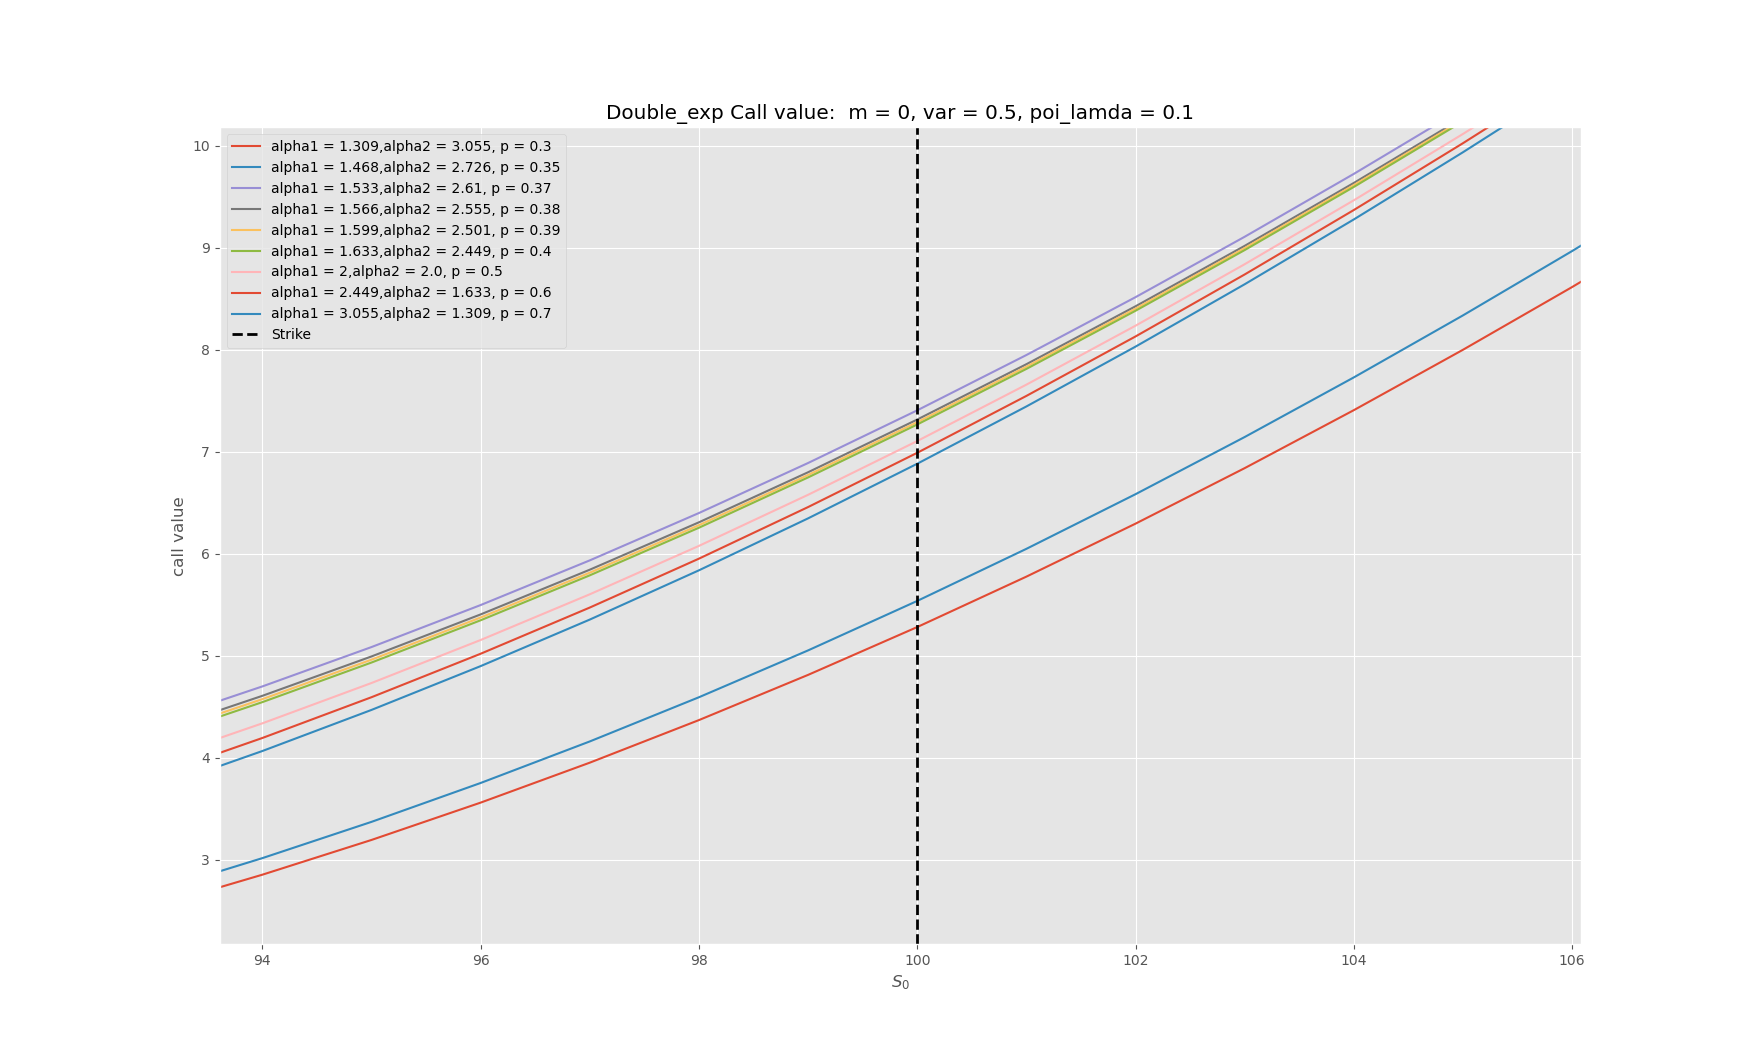 Double_exp Call value:  m = 0, var = 0.5, poi_lamda = 0.1
10
9
8
7
6
5
4
3
call value
alpha1 = 1.309,alpha2 = 3.055, p = 0.3
alpha1 = 1.468,alpha2 = 2.726, p = 0.35
alpha1 = 1.533,alpha2 = 2.61, p = 0.37
alpha1 = 1.566,alpha2 = 2.555, p = 0.38
alpha1 = 1.599,alpha2 = 2.501, p = 0.39
alpha1 = 1.633,alpha2 = 2.449, p = 0.4
alpha1 = 2,alpha2 = 2.0, p = 0.5
alpha1 = 2.449,alpha2 = 1.633, p = 0.6
alpha1 = 3.055,alpha2 = 1.309, p = 0.7
Strike
94 96 98 100 102 104 106
S₀